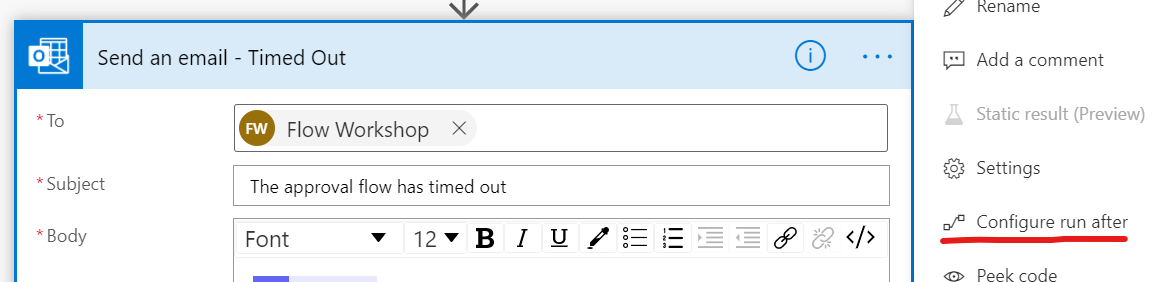 Rename
Send an email - Timed Out
Add a comment
* To
FW Flow Workshop
Static result (Preview)
* Subject
The approval flow has timed out
Settings
* Body
Font 12 B I U </>
Configure run after
Peek code